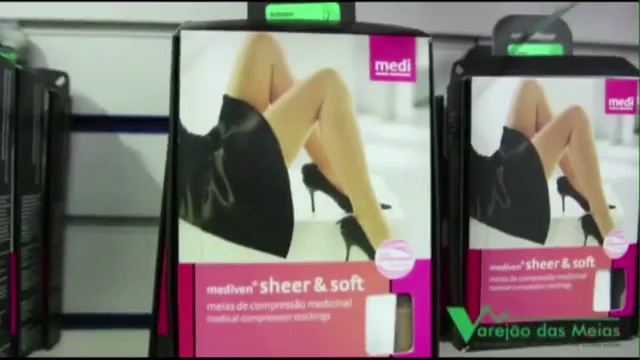 medi
mediven® sheer & soft
meias de compressão medicinal
medical compression stockings
medi
mediven® sheer & soft
meias de compressão medicinal
medical compression stockings
Varejão das Meias